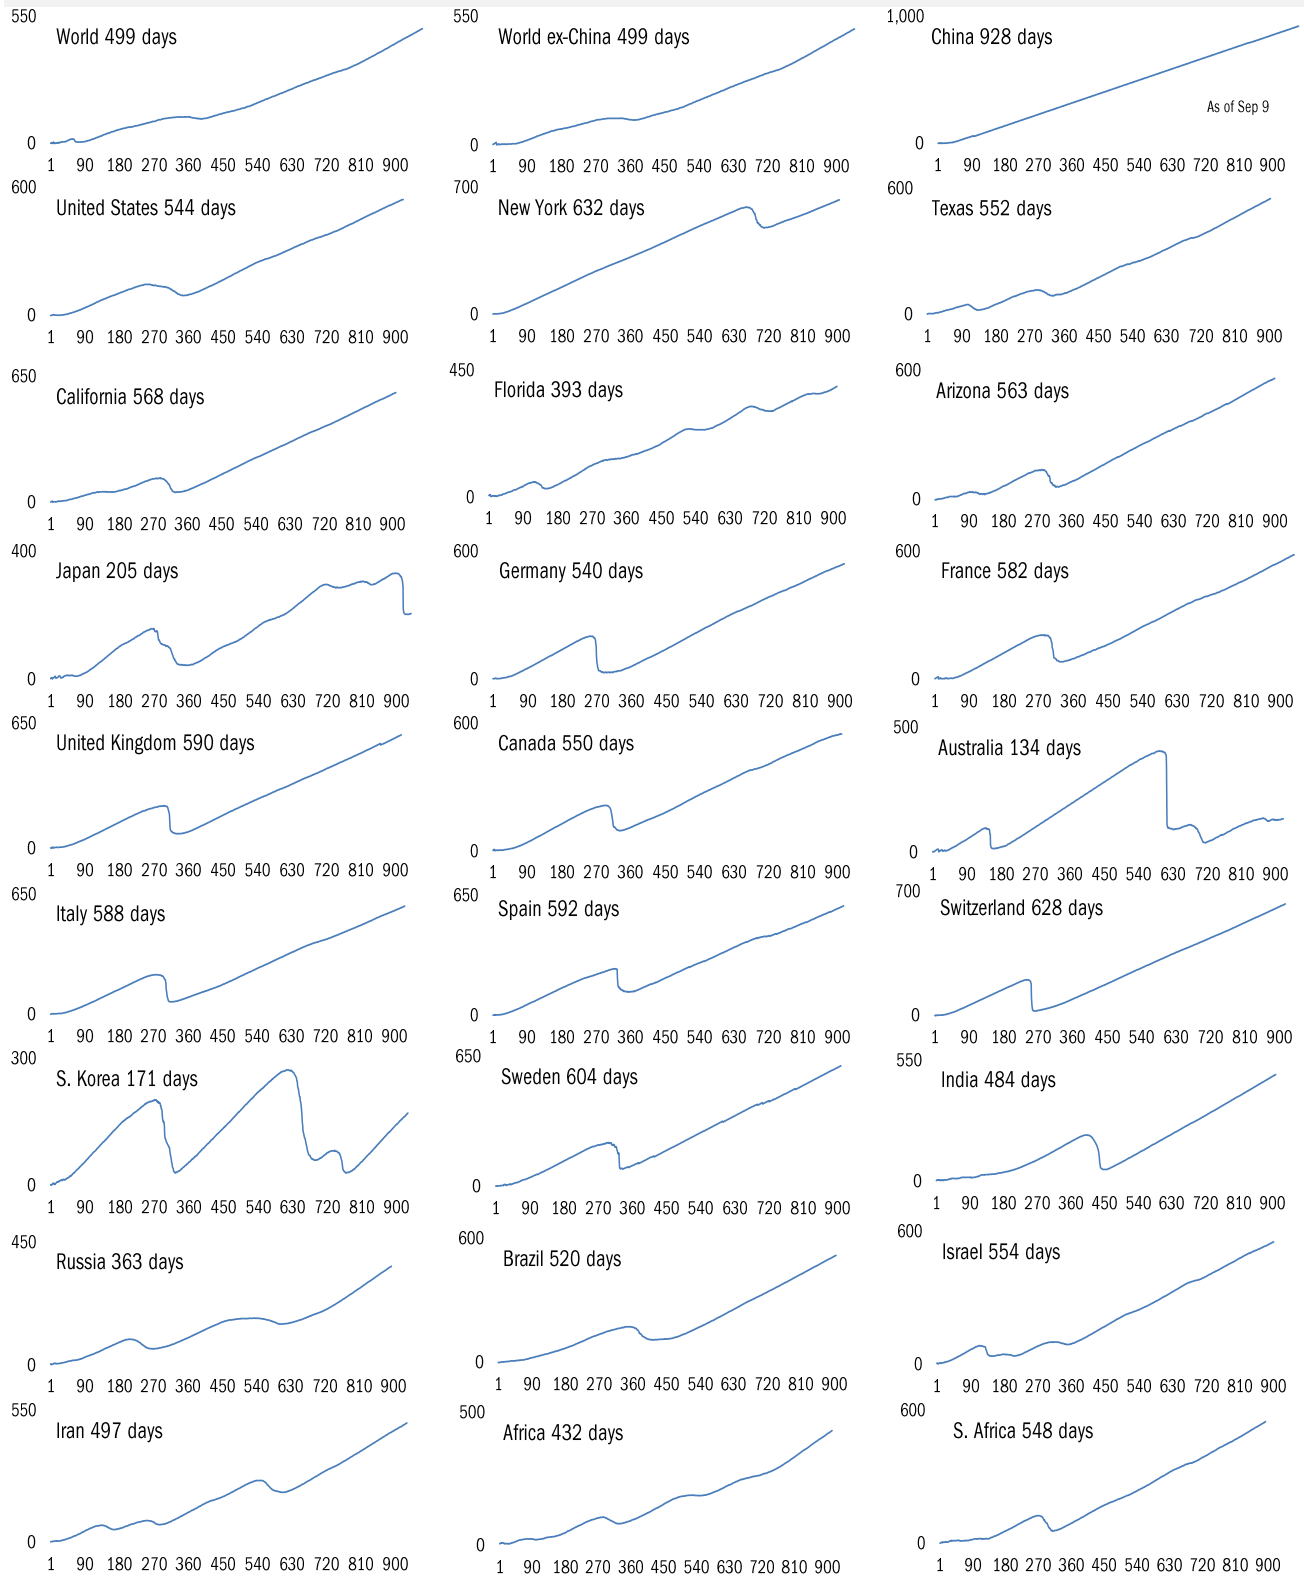 550
World 499 days
0
1 90 180 270 360 450 540 630 720 810 900
550
World ex-China 499 days
0
1 90 180 270 360 450 540 630 720 810 900
1,000
China 928 days
As of Sep 9
0
1 90 180 270 360 450 540 630 720 810 900
600
United States 544 days
0
1 90 180 270 360 450 540 630 720 810 900
700
New York 632 days
0
1 90 180 270 360 450 540 630 720 810 900
600
Texas 552 days
0
1 90 180 270 360 450 540 630 720 810 900
650
California 568 days
0
1 90 180 270 360 450 540 630 720 810 900
450
Florida 393 days
0
1 90 180 270 360 450 540 630 720 810 900
600
Arizona 563 days
0
1 90 180 270 360 450 540 630 720 810 900
400
Japan 205 days
0
1 90 180 270 360 450 540 630 720 810 900
600
Germany 540 days
0
1 90 180 270 360 450 540 630 720 810 900
600
France 582 days
0
1 90 180 270 360 450 540 630 720 810 900
650
United Kingdom 590 days
0
1 90 180 270 360 450 540 630 720 810 900
600
Canada 550 days
0
1 90 180 270 360 450 540 630 720 810 900
500
Australia 134 days
0
1 90 180 270 360 450 540 630 720 810 900
650
Italy 588 days
0
1 90 180 270 360 450 540 630 720 810 900
650
Spain 592 days
0
1 90 180 270 360 450 540 630 720 810 900
700
Switzerland 628 days
0
1 90 180 270 360 450 540 630 720 810 900
300
S. Korea 171 days
0
1 90 180 270 360 450 540 630 720 810 900
650
Sweden 604 days
0
1 90 180 270 360 450 540 630 720 810 900
550
India 484 days
0
1 90 180 270 360 450 540 630 720 810 900
450
Russia 363 days
0
1 90 180 270 360 450 540 630 720 810 900
600
Brazil 520 days
0
1 90 180 270 360 450 540 630 720 810 900
600
Israel 554 days
0
1 90 180 270 360 450 540 630 720 810 900
550
Iran 497 days
0
1 90 180 270 360 450 540 630 720 810 900
500
Africa 432 days
0
1 90 180 270 360 450 540 630 720 810 900
600
S. Africa 548 days
0
1 90 180 270 360 450 540 630 720 810 900